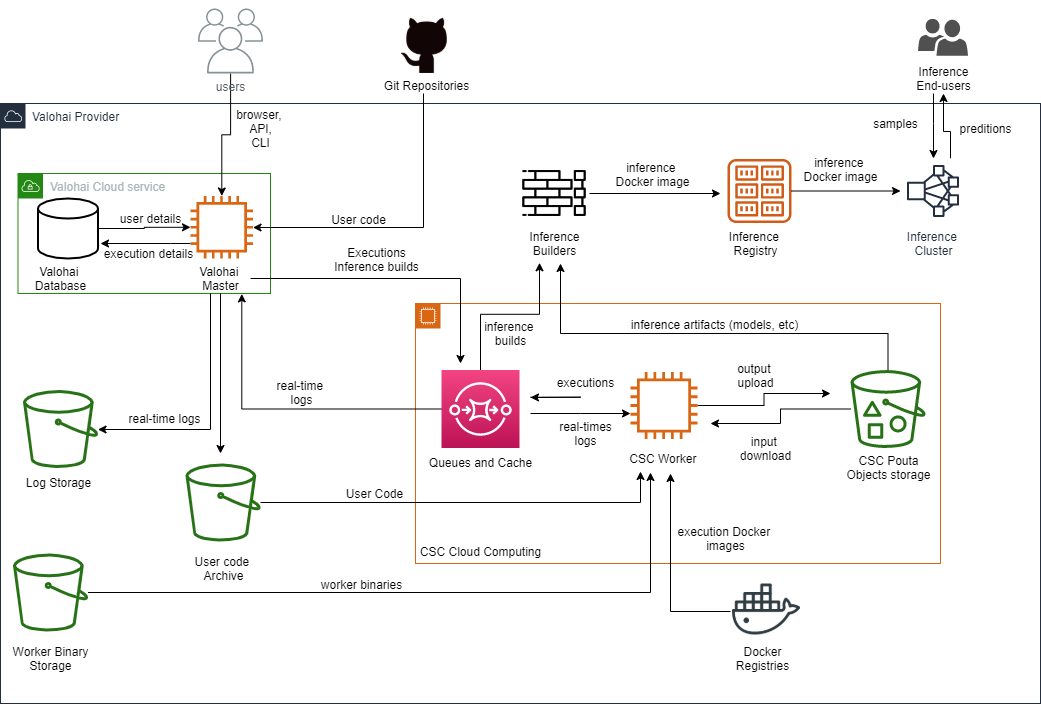 users
Git Repositories
Inference
End-users
Valohai Provider
browser,
API,
CLI
samples
preditions
Valohai Cloud service
user details
execution details
Valohai
Database
Valohai
Master
User code
Executions
Inference builds
inference
Docker image
inference
Docker image
Inference
Builders
Inference
Registry
Inference
Cluster
inference
builds
inference artifacts (models, etc)
real-time
logs
executions
real-times
logs
output
upload
input
download
real-time logs
Queues and Cache
CSC Worker
CSC Pouta
Objects storage
Log Storage
User Code
User code
Archive
CSC Cloud Computing
execution Docker
images
worker binaries
Worker Binary
Storage
Docker
Registries